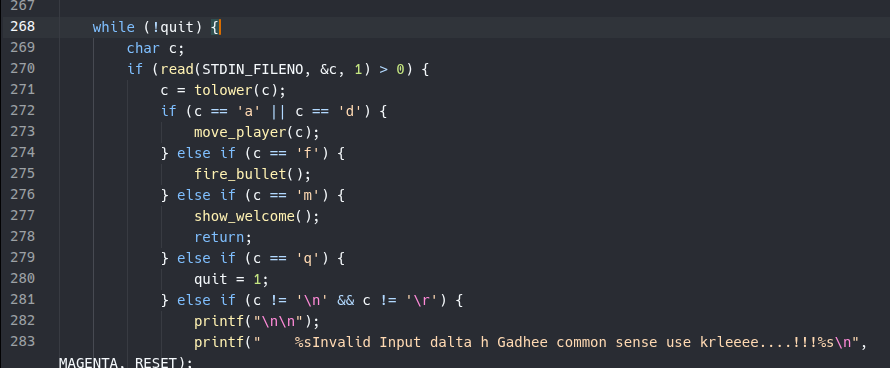 267
268 while (!quit) {
269 char c;
270 if (read(STDIN_FILENO, &c, 1) > 0) {
271 c = tolower(c);
272 if (c == 'a' || c == 'd') {
273 move_player(c);
274 } else if (c == 'f') {
275 fire_bullet();
276 } else if (c == 'm') {
277 show_welcome();
278 return;
279 } else if (c == 'q') {
280 quit = 1;
281 } else if (c != '\n' && c != '\r') {
282 printf("\n\n");
283 printf("    %sInvalid Input dalta h Gadhee common sense use krleeee....!!!%s\n",
MAGENTA, RESET);